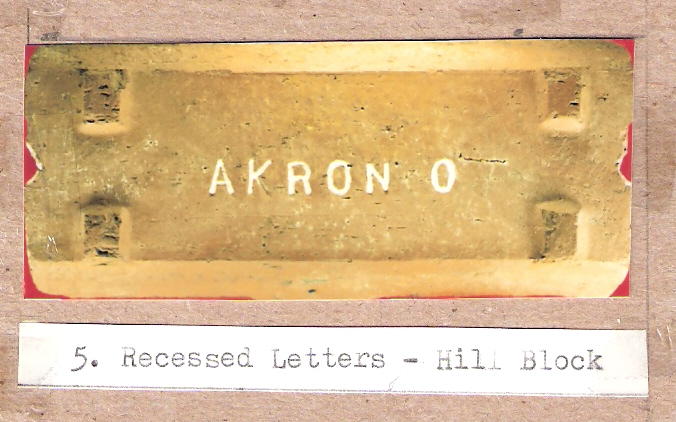 AKRON O
5. Recessed Letters - Hill Block